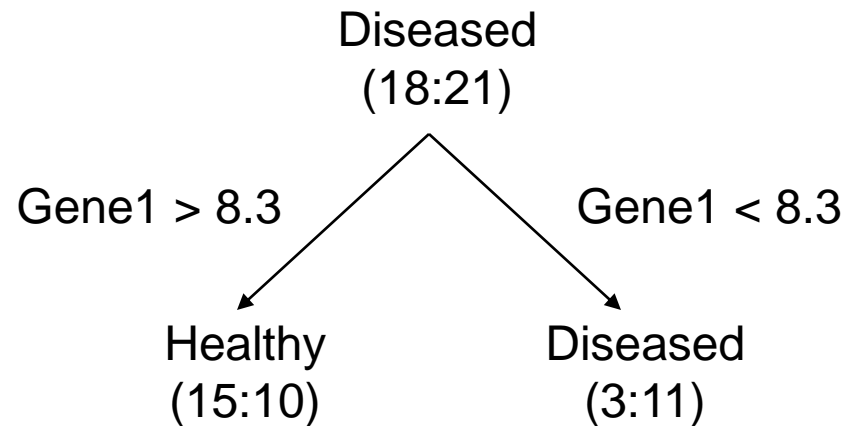 Diseased
(18:21)
Gene1 > 8.3
Gene1 < 8.3
Healthy
(15:10)
Diseased
(3:11)